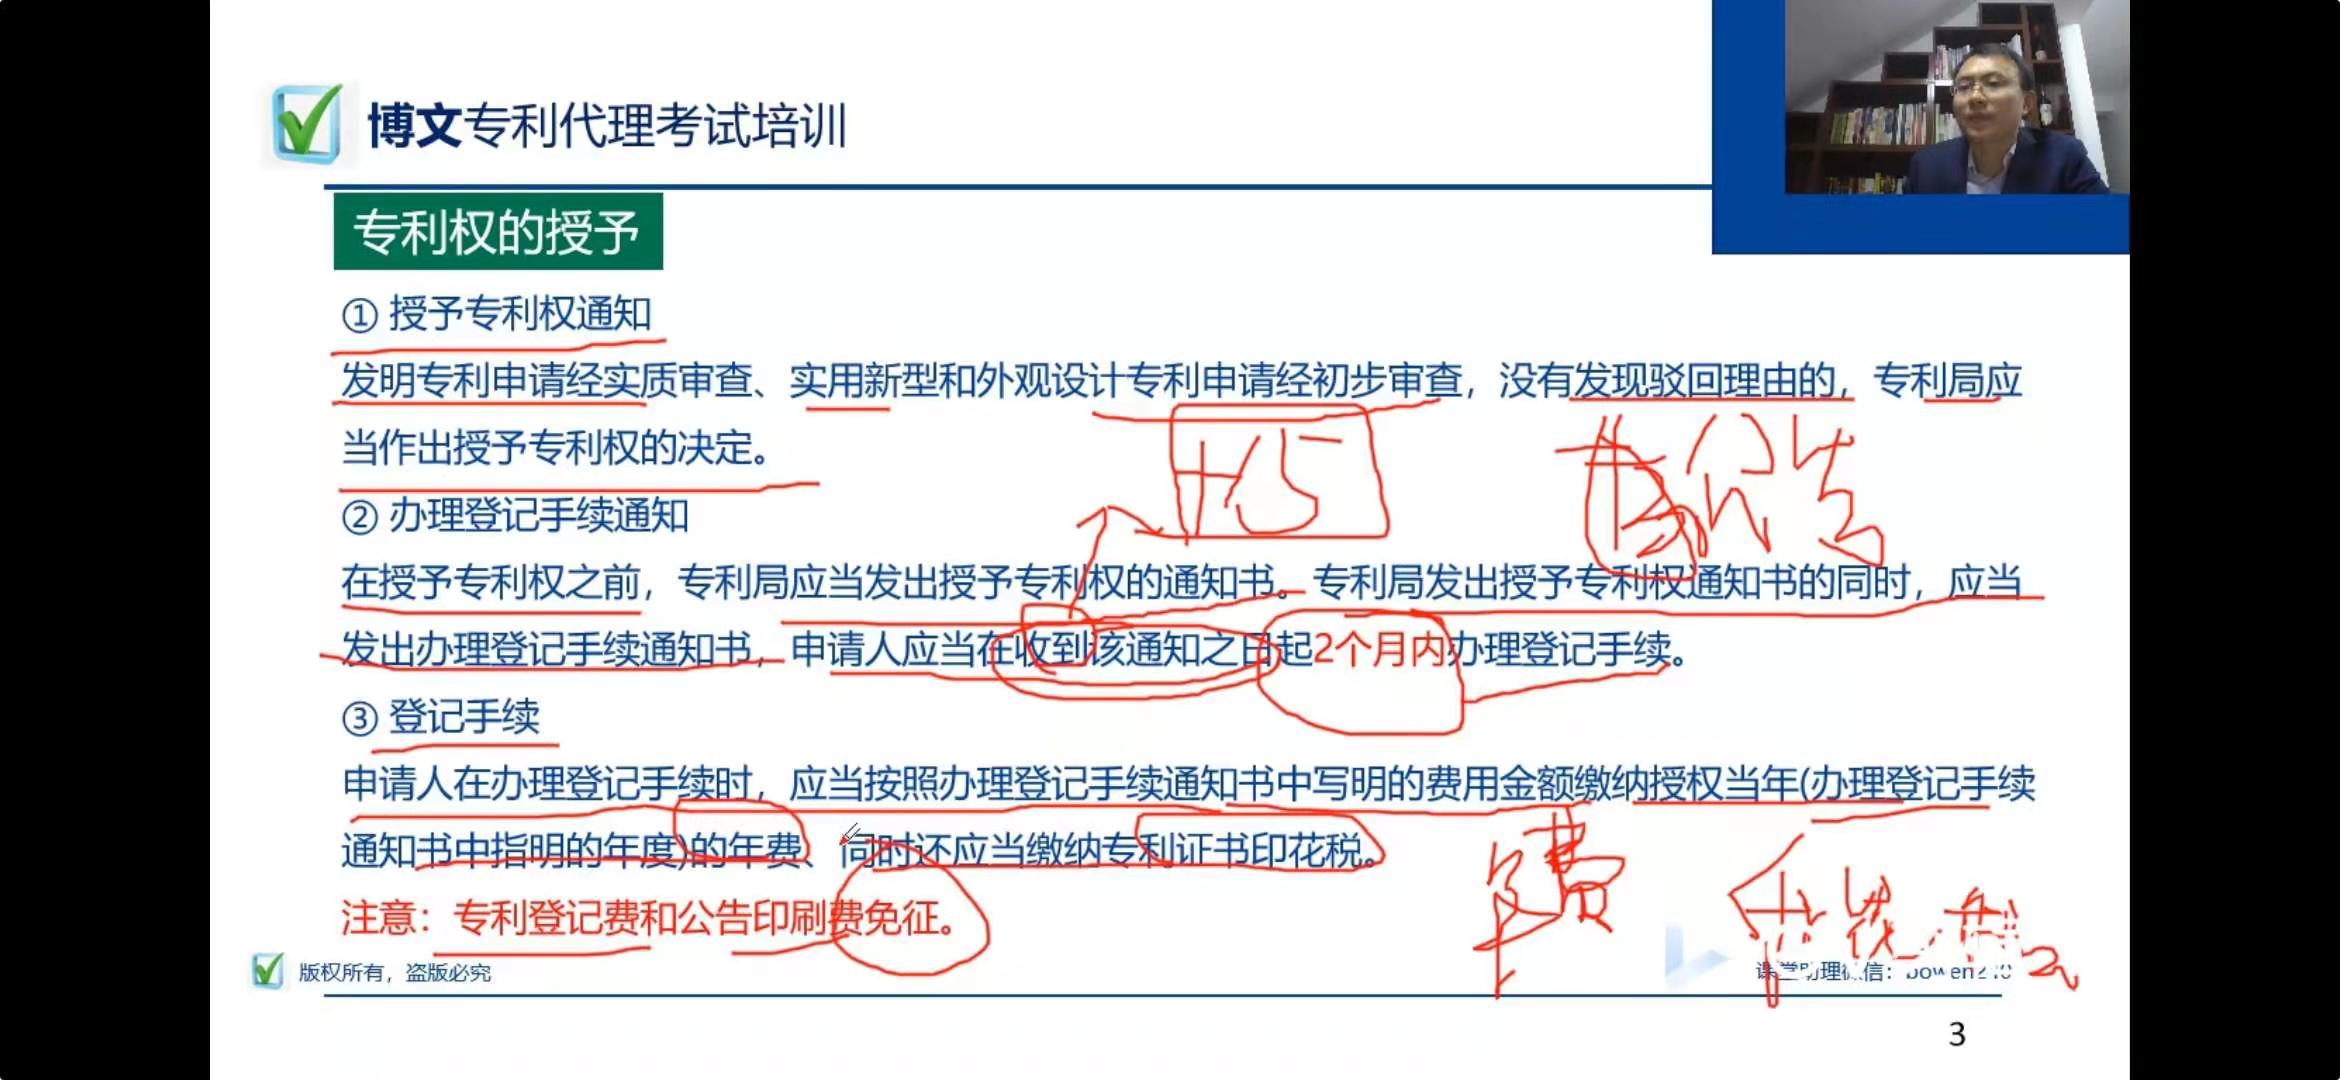 博文专利代理考试培训
专利权的授予
① 授予专利权通知
发明专利申请经实质审查、实用新型和外观设计专利申请经初步审查，没有发现驳回理由的，专利局应
当作出授予专利权的决定。
+15
公告
② 办理登记手续通知
在授予专利权之前，专利局应当发出授予专利权的通知书。专利局发出授予专利权通知书的同时，应当
发出办理登记手续通知书，申请人应当在收到该通知之日起2个月内办理登记手续。
③ 登记手续
申请人在办理登记手续时，应当按照办理登记手续通知书中写明的费用金额缴纳授权当年(办理登记手续
通知书中指明的年度)的年费、同时还应当缴纳专利证书印花税。
年费
注意：专利登记费和公告印刷费免征。
版权所有，盗版必究
课堂助理微信：bowen210
3